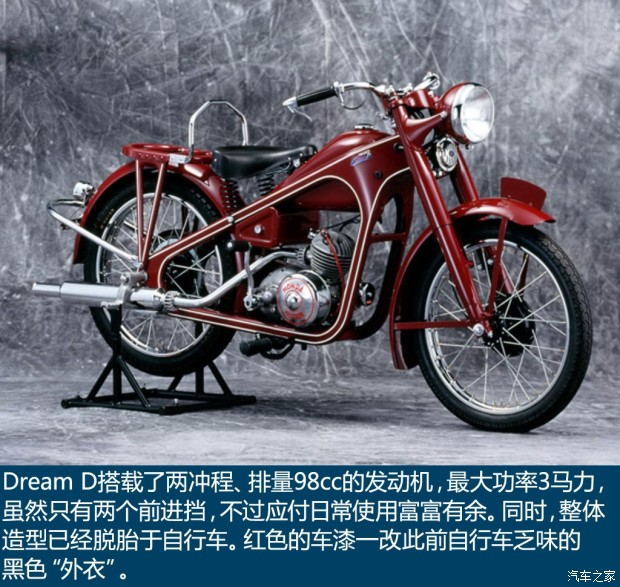 HONDA
Dream D搭载了两冲程、排量98cc的发动机，最大功率3马力，
虽然只有两个前进挡，不过应付日常使用富富有余。同时，整体
造型已经脱胎于自行车。红色的车漆一改此前自行车乏味的
黑色“外衣”。
汽车之家